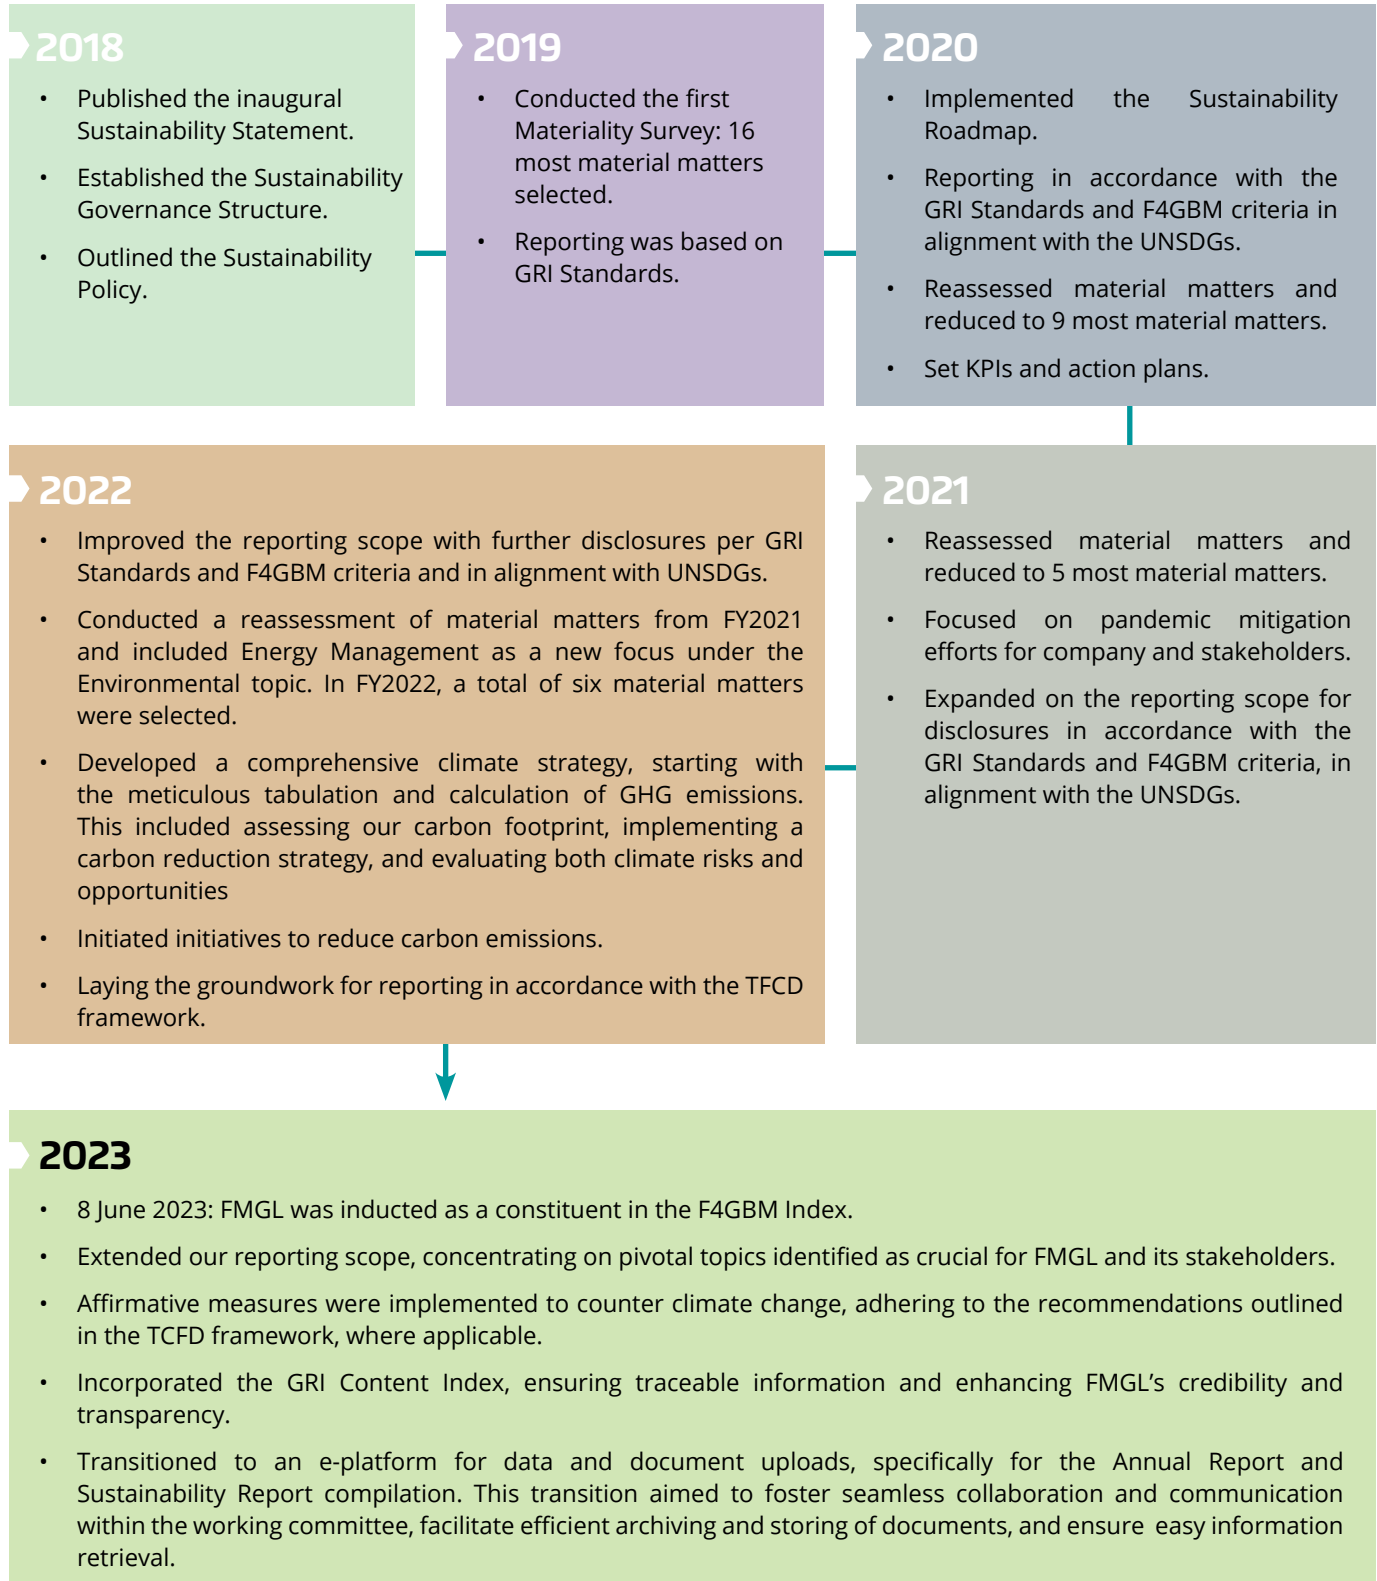 2018
• Published the inaugural
Sustainability Statement.
• Established the Sustainability
Governance Structure.
• Outlined the Sustainability
Policy.
2019
• Conducted the first
Materiality Survey: 16
most material matters
selected.
• Reporting was based on
GRI Standards.
2020
• Implemented the Sustainability
Roadmap.
• Reporting in accordance with the
GRI Standards and F4GBM criteria in
alignment with the UNSDGs.
• Reassessed material matters and
reduced to 9 most material matters.
• Set KPIs and action plans.
2021
• Reassessed material matters and
reduced to 5 most material matters.
• Focused on pandemic mitigation
efforts for company and stakeholders.
• Expanded on the reporting scope for
disclosures in accordance with the
GRI Standards and F4GBM criteria, in
alignment with the UNSDGs.
2022
• Improved the reporting scope with further disclosures per GRI
Standards and F4GBM criteria and in alignment with UNSDGs.
• Conducted a reassessment of material matters from FY2021
and included Energy Management as a new focus under the
Environmental topic. In FY2022, a total of six material matters
were selected.
• Developed a comprehensive climate strategy, starting with
the meticulous tabulation and calculation of GHG emissions.
This included assessing our carbon footprint, implementing a
carbon reduction strategy, and evaluating both climate risks and
opportunities
• Initiated initiatives to reduce carbon emissions.
• Laying the groundwork for reporting in accordance with the TFCD
framework.
2023
• 8 June 2023: FMGL was inducted as a constituent in the F4GBM Index.
• Extended our reporting scope, concentrating on pivotal topics identified as crucial for FMGL and its stakeholders.
• Affirmative measures were implemented to counter climate change, adhering to the recommendations outlined
in the TCFD framework, where applicable.
• Incorporated the GRI Content Index, ensuring traceable information and enhancing FMGL’s credibility and
transparency.
• Transitioned to an e-platform for data and document uploads, specifically for the Annual Report and
Sustainability Report compilation. This transition aimed to foster seamless collaboration and communication
within the working committee, facilitate efficient archiving and storing of documents, and ensure easy information
retrieval.